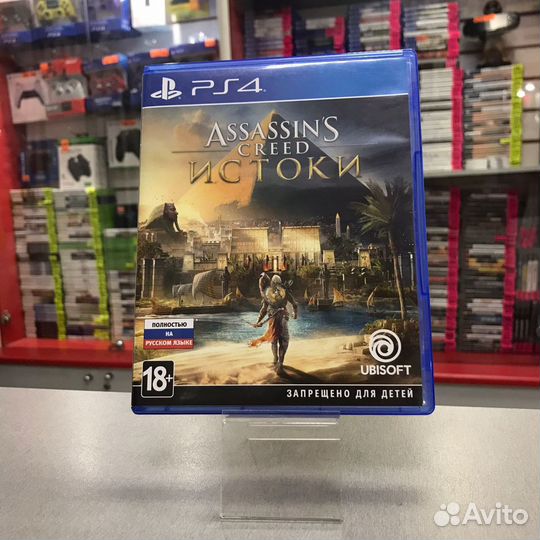 PS4
ASSASSIN'S
CREED
ИСТОКИ
ПОЛНОСТЬЮ
НА
РУССКОМ ЯЗЫКЕ
18+
UBISOFT
ЗАПРЕЩЕНО ДЛЯ ДЕТЕЙ
Avito